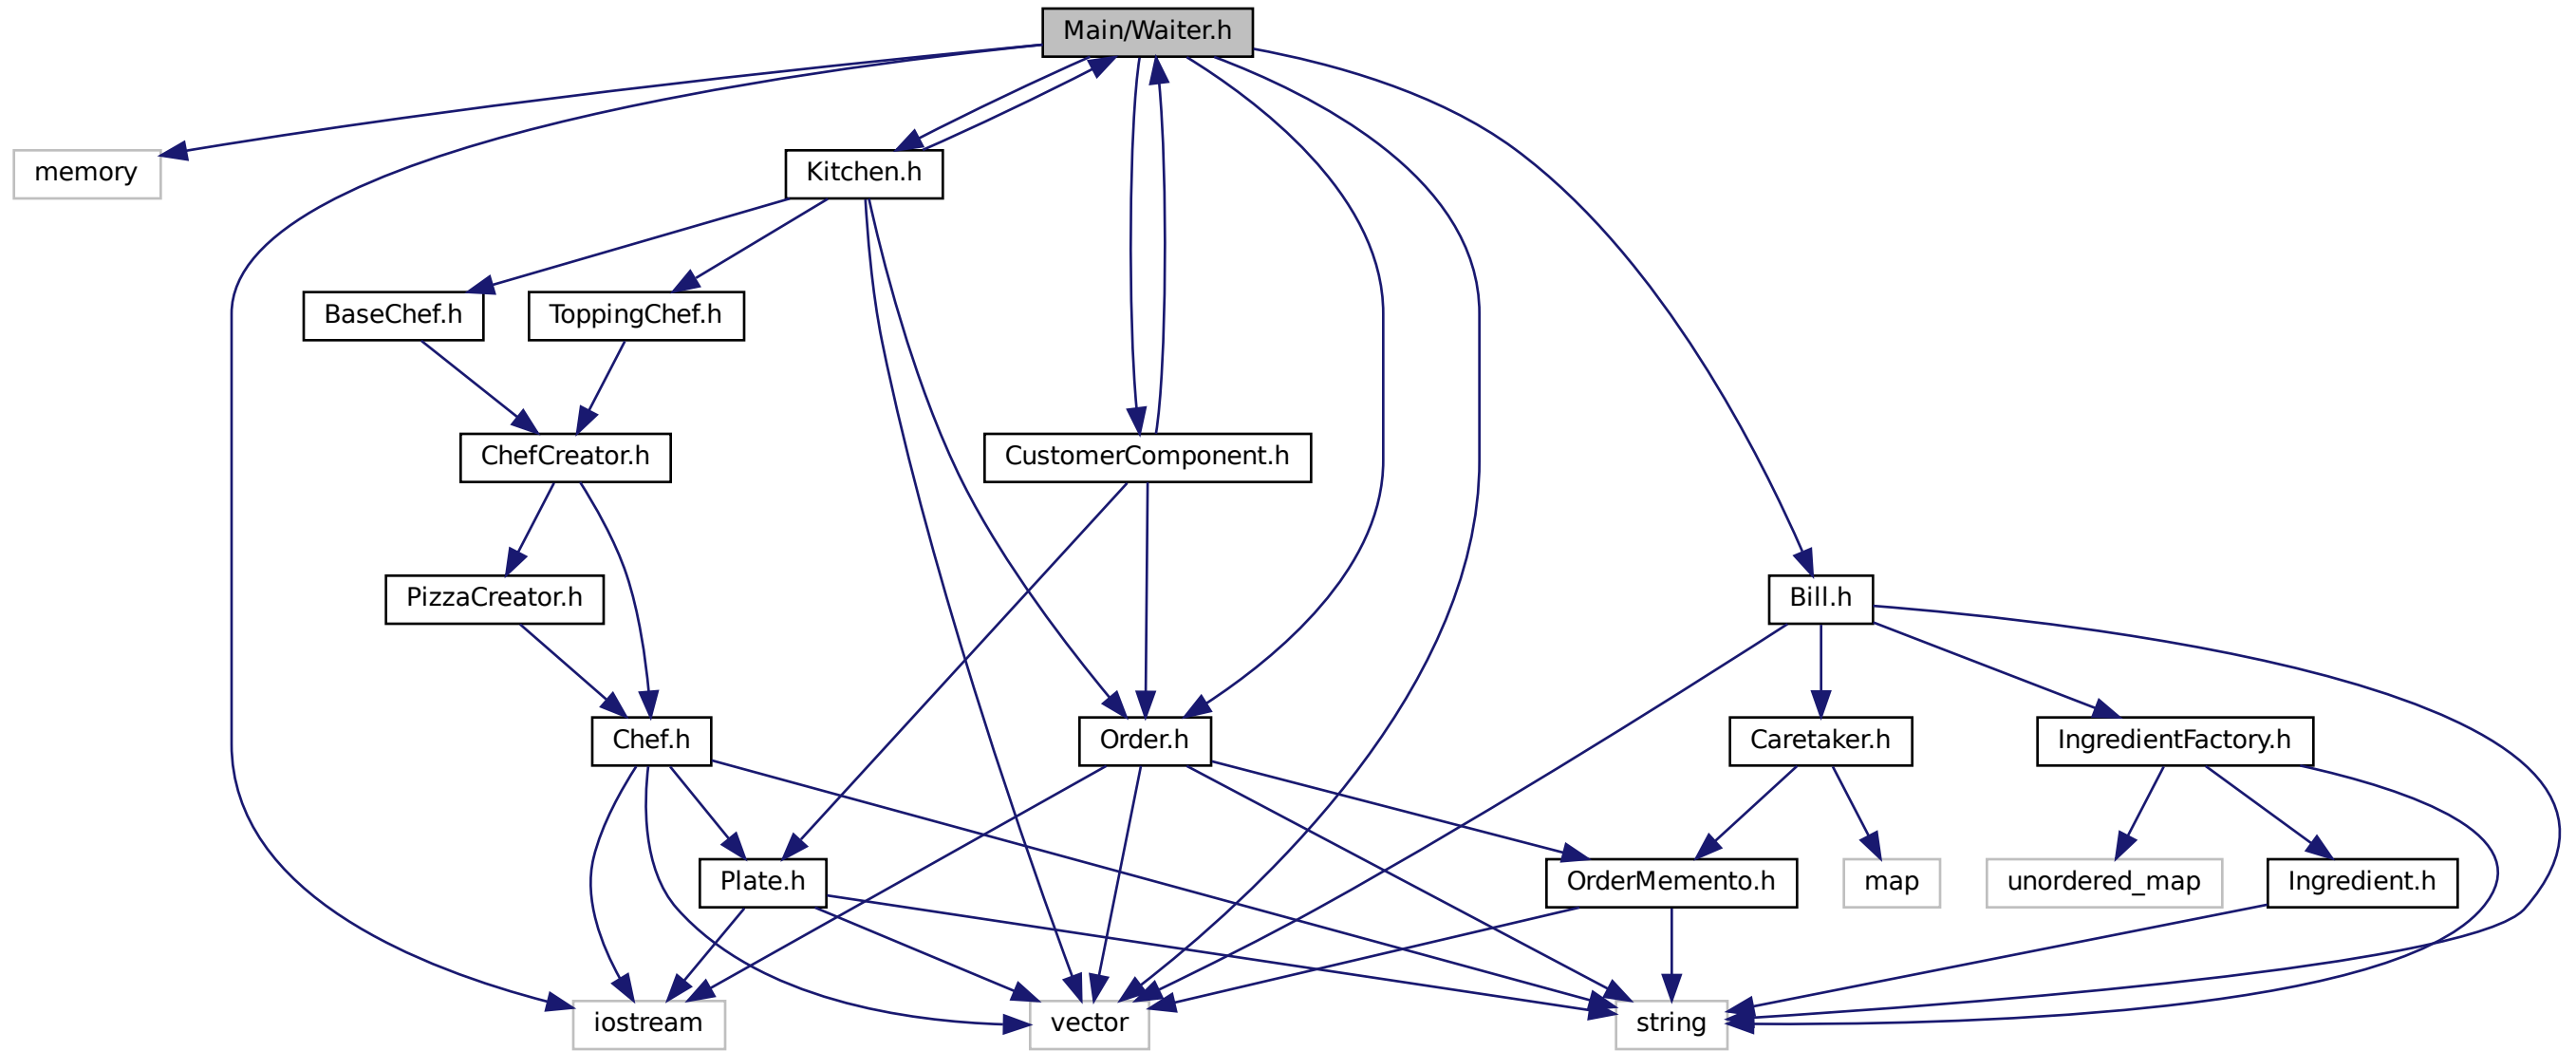 Main/Waiter.h
memory
Kitchen.h
BaseChef.h
ToppingChef.h
ChefCreator.h
CustomerComponent.h
PizzaCreator.h
Bill.h
Chef.h
Order.h
Caretaker.h
IngredientFactory.h
Plate.h
OrderMemento.h
map
unordered_map
Ingredient.h
iostream
vector
string